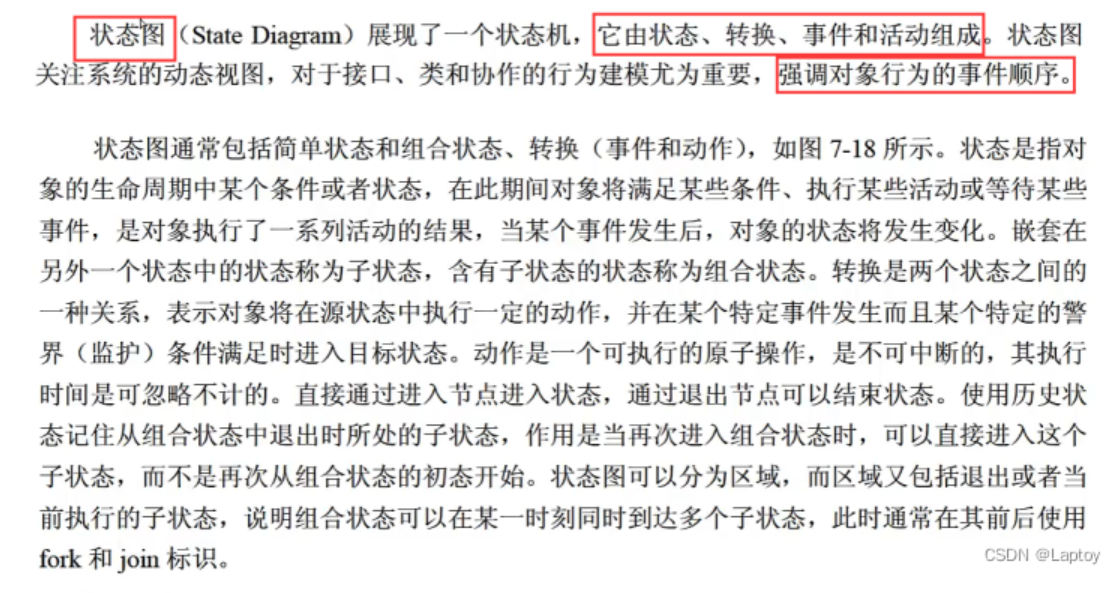 状态图（State Diagram）展现了一个状态机，它由状态、转换、事件和活动组成。状态图
关注系统的动态视图，对于接口、类和协作的行为建模尤为重要，强调对象行为的事件顺序。
状态图通常包括简单状态和组合状态、转换（事件和动作），如图 7-18 所示。状态是指对
象的生命周期中某个条件或者状态，在此期间对象将满足某些条件、执行某些活动或等待某些
事件，是对象执行了一系列活动的结果，当某个事件发生后，对象的状态将发生变化。嵌套在
另外一个状态中的状态称为子状态，含有子状态的状态称为组合状态。转换是两个状态之间的
一种关系，表示对象将在源状态中执行一定的动作，并在某个特定事件发生而且某个特定的警
界（监护）条件满足时进入目标状态。动作是一个可执行的原子操作，是不可中断的，其执行
时间是可忽略不计的。直接通过进入节点进入状态，通过退出节点可以结束状态。使用历史状
态记住从组合状态中退出时所处的子状态，作用是当再次进入组合状态时，可以直接进入这个
子状态，而不是再次从组合状态的初态开始。状态图可以分为区域，而区域又包括退出或者当
前执行的子状态，说明组合状态可以在某一时刻同时到达多个子状态，此时通常在其前后使用
fork 和 join 标识。
CSDN @Laptoy